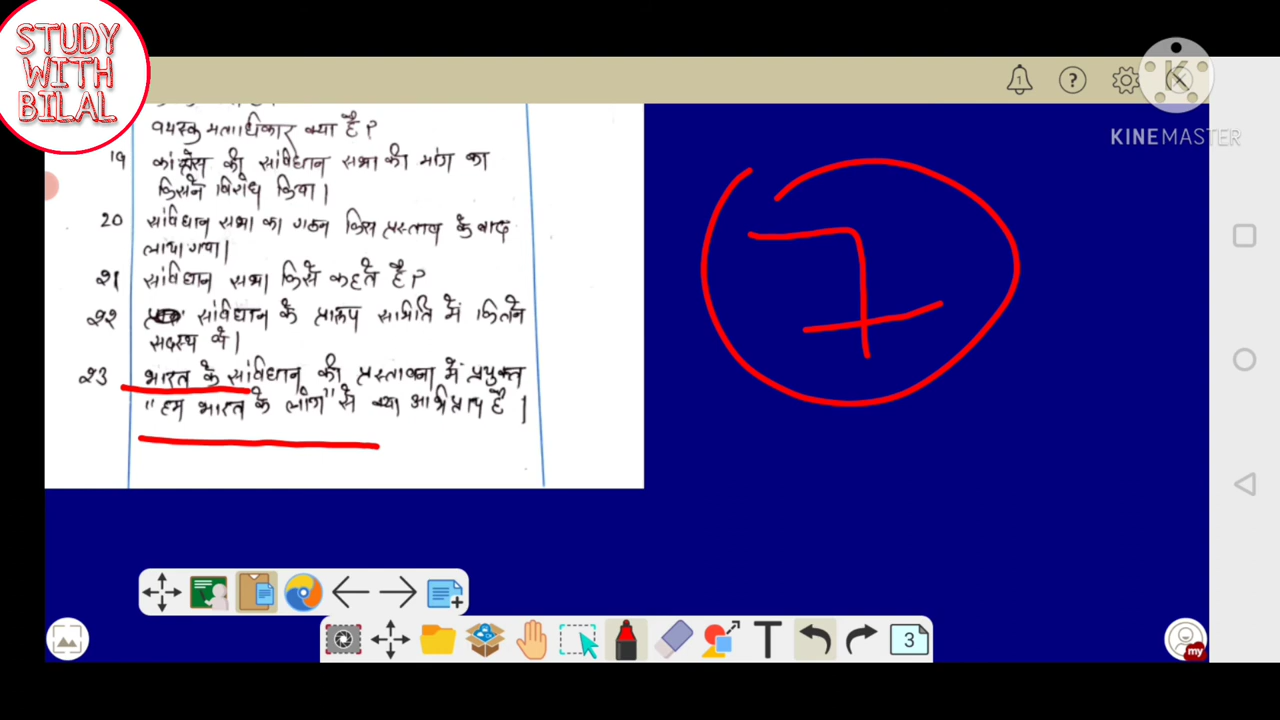 STUDY
WITH
BILAL
KINEMASTER
वयस्क मताधिकार क्या है?
19 कांग्रेस की संविधान सभा की मांग का
किसने विरोध किया।
20 संविधान सभा का गठन किस प्रस्ताव के बाद
लाया गया।
21 संविधान सभा किसे कहते है?
22 संविधान के प्रारूप समिति में कितने
सदस्य थे।
23 भारत के संविधान की प्रस्तावना में प्रयुक्त
"हम भारत के लोग" से क्या अभिप्राय है।
7
3
my